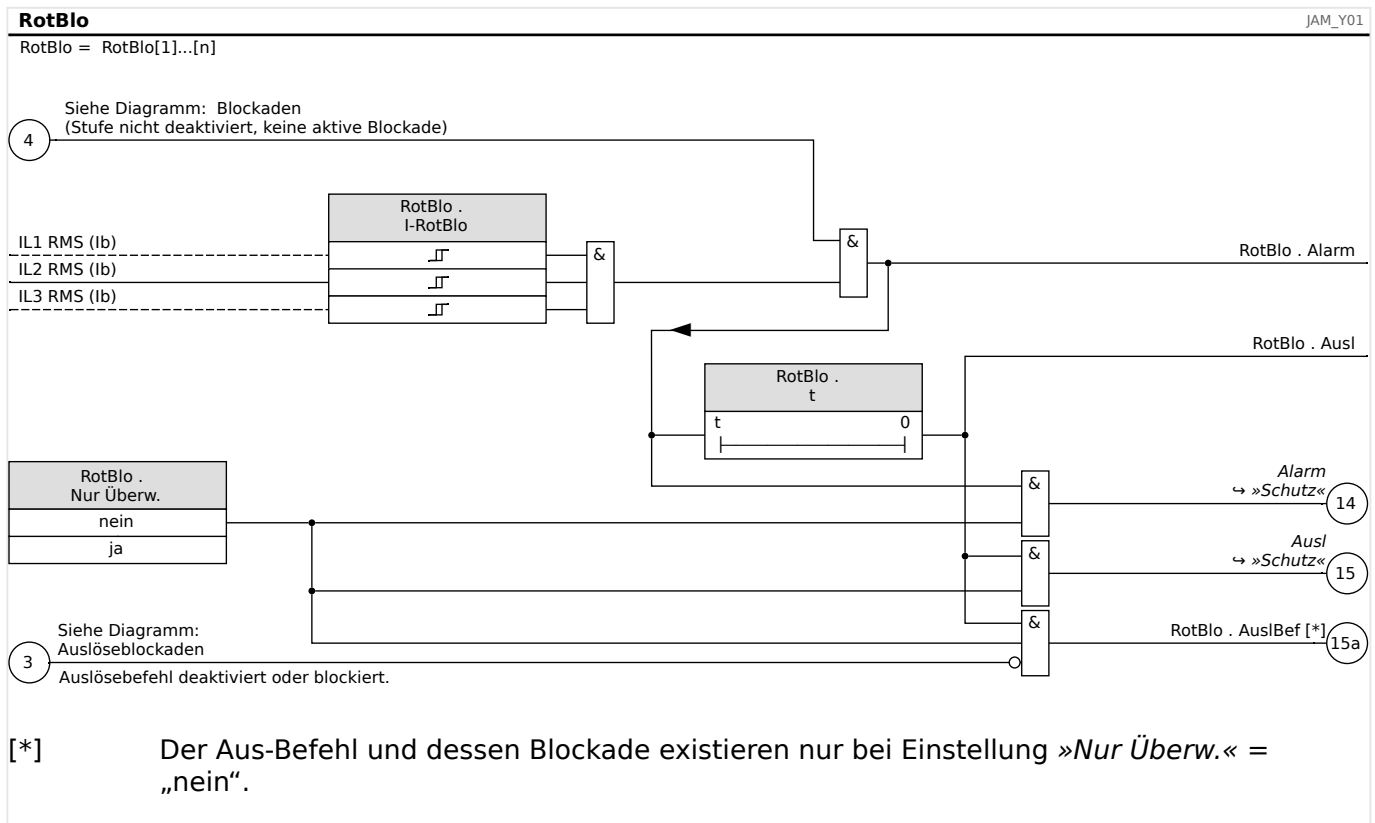 RotBlo
JAM_Y01
RotBlo = RotBlo[1]...[n]
Siehe Diagramm: Blockaden
(Stufe nicht deaktiviert, keine aktive Blockade)
4
RotBlo .
I-RotBlo
IL1 RMS (Ib)
IL2 RMS (Ib)
IL3 RMS (Ib)
&
&
RotBlo . Alarm
RotBlo . Ausl
RotBlo .
t
t 0
RotBlo .
Nur Überw.
nein
ja
&
Alarm
↪ »Schutz«
14
&
Ausl
↪ »Schutz«
15
&
RotBlo . AuslBef [*]
15a
Siehe Diagramm:
Auslöseblockaden
3
Auslösebefehl deaktiviert oder blockiert.
[*] Der Aus-Befehl und dessen Blockade existieren nur bei Einstellung »Nur Überw.« =
„nein“.